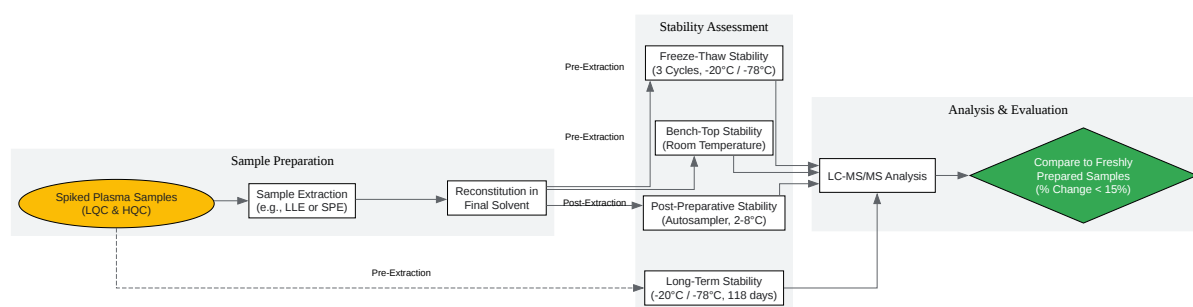 Stability Assessment
Freeze-Thaw Stability
(3 Cycles, -20°C / -78°C)
Pre-Extraction
Analysis & Evaluation
Pre-Extraction
Bench-Top Stability
(Room Temperature)
Sample Preparation
Spiked Plasma Samples
(LQC & HQC)
Sample Extraction
(e.g., LLE or SPE)
Reconstitution in
Final Solvent
Post-Extraction
Post-Preparative Stability
(Autosampler, 2-8°C)
LC-MS/MS Analysis
Compare to Freshly
Prepared Samples
(% Change < 15%)
Pre-Extraction
Long-Term Stability
(-20°C / -78°C, 118 days)